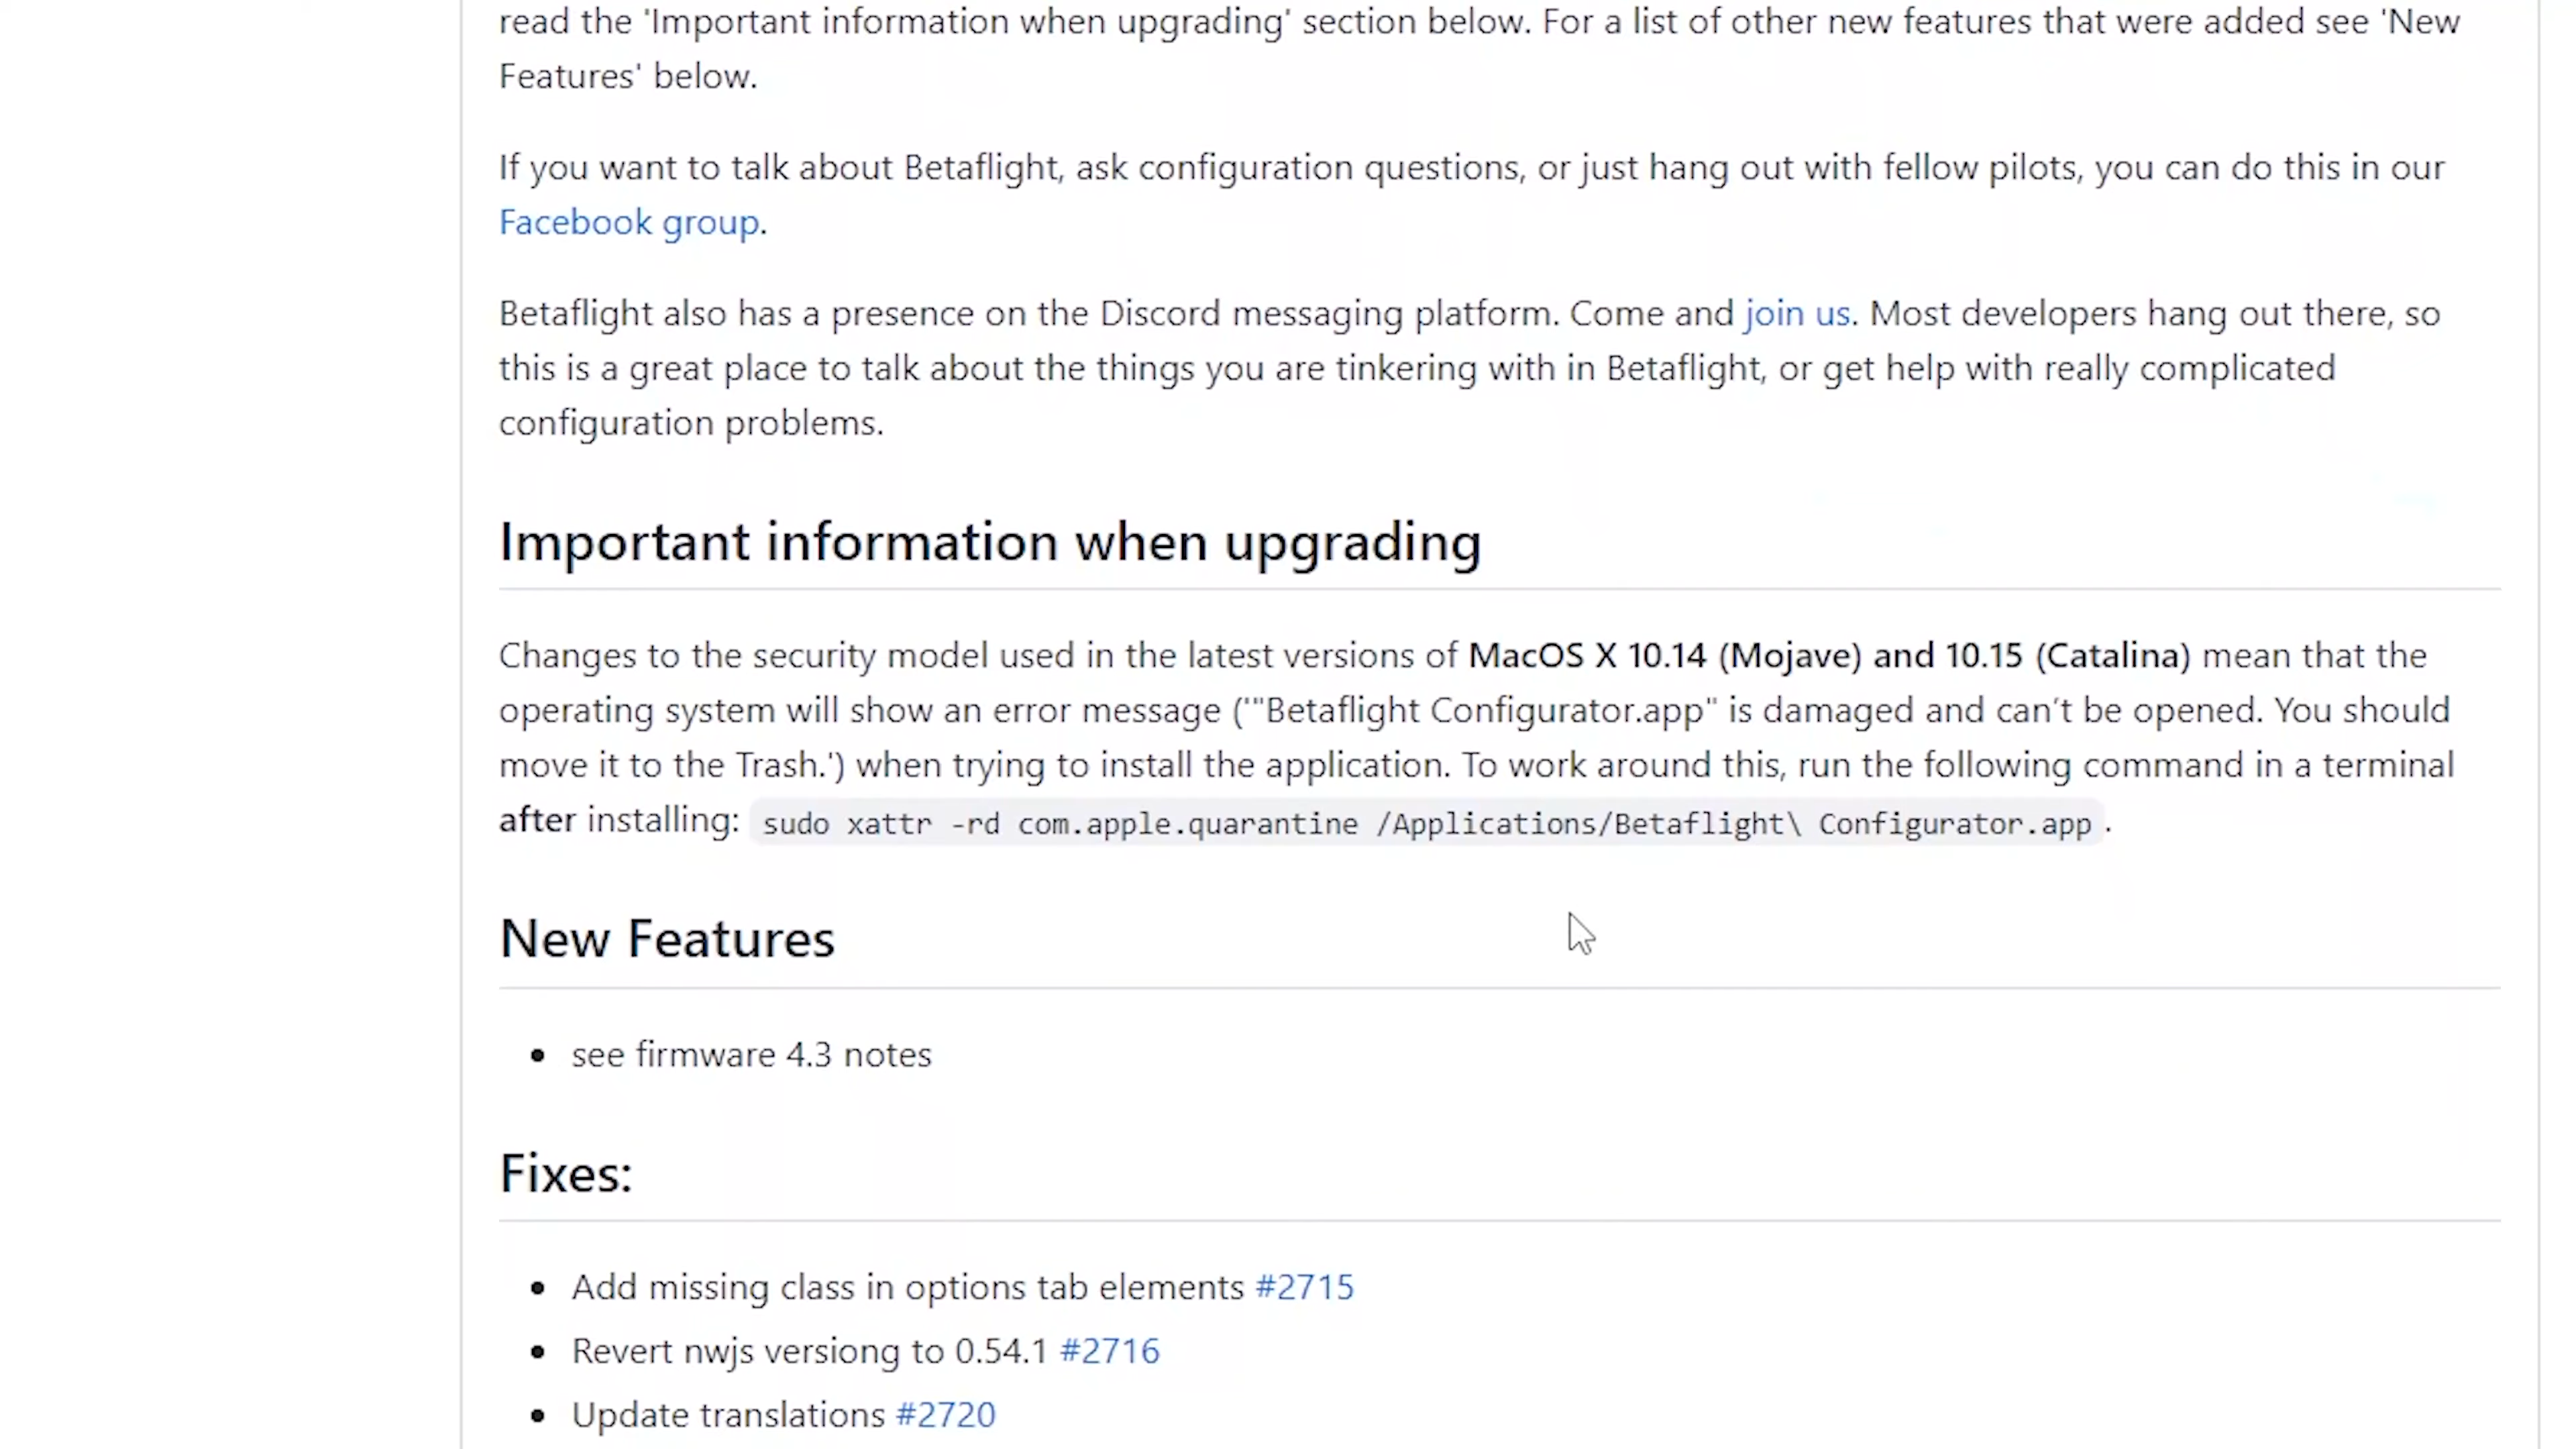 read the 'Important information when upgrading' section below. For a list of other new features that were added see 'New
Features' below.
If you want to talk about Betaflight, ask configuration questions, or just hang out with fellow pilots, you can do this in our
Facebook group.
Betaflight also has a presence on the Discord messaging platform. Come and join us. Most developers hang out there, so
this is a great place to talk about the things you are tinkering with in Betaflight, or get help with really complicated
configuration problems.
Important information when upgrading
Changes to the security model used in the latest versions of MacOS X 10.14 (Mojave) and 10.15 (Catalina) mean that the
operating system will show an error message ('"Betaflight Configurator.app" is damaged and can't be opened. You should
move it to the Trash.') when trying to install the application. To work around this, run the following command in a terminal
after installing: sudo xattr -rd com.apple.quarantine /Applications/Betaflight\ Configurator.app .
New Features
• see firmware 4.3 notes
Fixes:
• Add missing class in options tab elements #2715
• Revert nwjs versiong to 0.54.1 #2716
• Update translations #2720